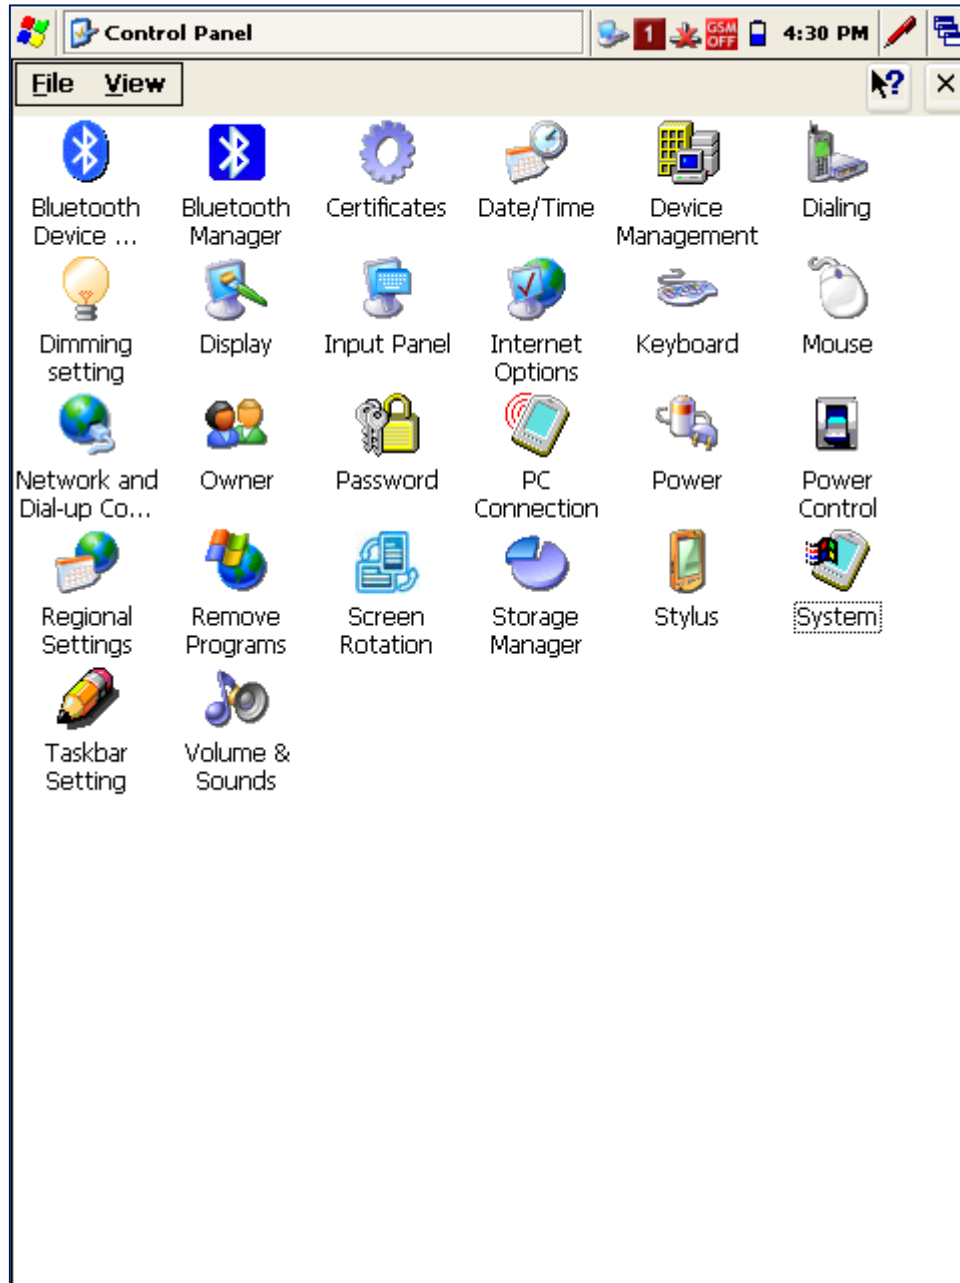 Control Panel
1
GSM
OFF
4:30 PM
File View
?
Bluetooth
Device ...
Bluetooth
Manager
Certificates
Date/Time
Device
Management
Dialing
Dimming
setting
Display
Input Panel
Internet
Options
Keyboard
Mouse
Network and
Dial-up Co...
Owner
Password
PC
Connection
Power
Power
Control
Regional
Settings
Remove
Programs
Screen
Rotation
Storage
Manager
Stylus
System
Taskbar
Setting
Volume &
Sounds